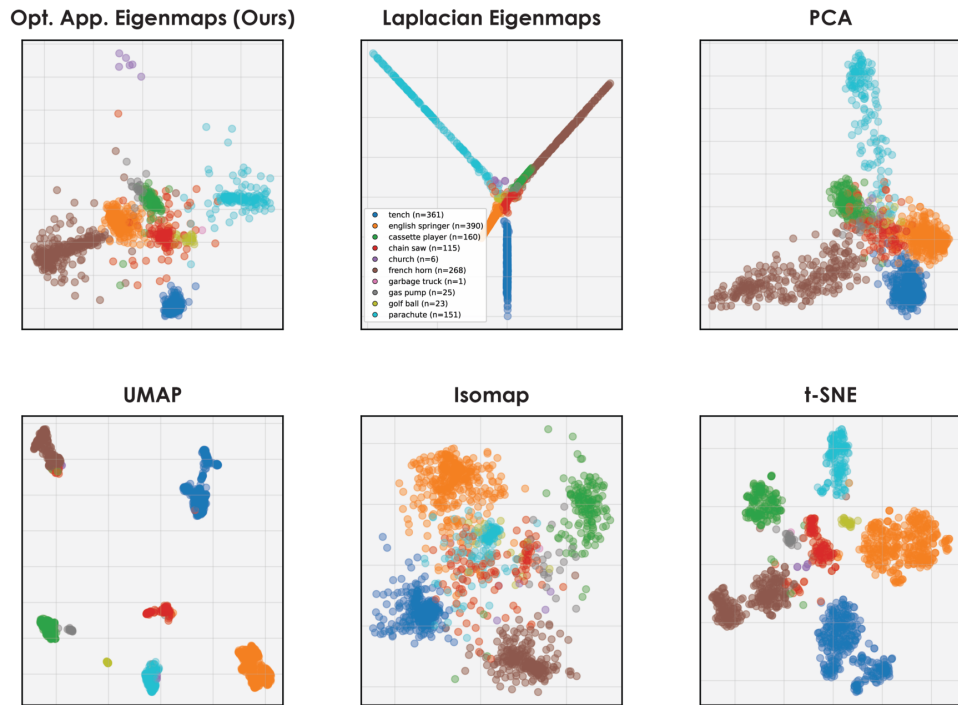 Opt. App. Eigenmaps (Ours)
Laplacian Eigenmaps
PCA
tench (n=361)
english springer (n=390)
cassette player (n=160)
chain saw (n=115)
church (n=6)
french horn (n=268)
garbage truck (n=1)
gas pump (n=25)
golf ball (n=23)
parachute (n=151)
UMAP
Isomap
t-SNE